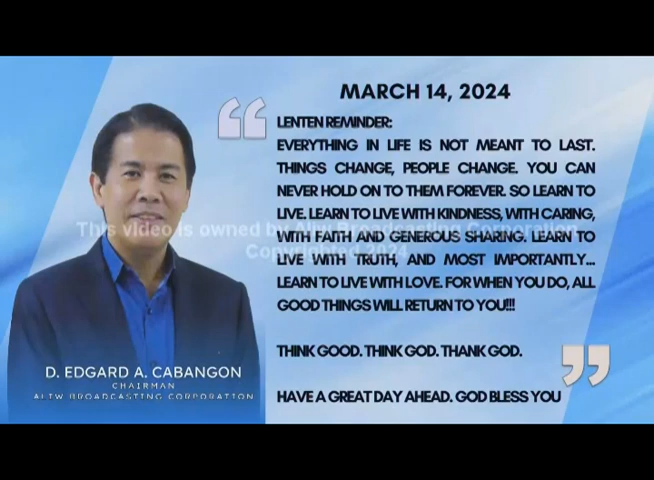 MARCH 14, 2024
LENTEN REMINDER:
EVERYTHING IN LIFE IS NOT MEANT TO LAST.
THINGS CHANGE, PEOPLE CHANGE. YOU CAN
NEVER HOLD ON TO THEM FOREVER. SO LEARN TO
LIVE. LEARN TO LIVE WITH KINDNESS, WITH CARING,
WITH FAITH AND GENEROUS SHARING. LEARN TO
LIVE WITH TRUTH, AND MOST IMPORTANTLY...
LEARN TO LIVE WITH LOVE. FOR WHEN YOU DO, ALL
GOOD THINGS WILL RETURN TO YOU!!!
THINK GOOD. THINK GOD. THANK GOD.
HAVE A GREAT DAY AHEAD. GOD BLESS YOU
This video is owned by Aliw Broadcasting Corporation
Copyrighted 2024
D. EDGARD A. CABANGON
CHAIRMAN
ALIW BROADCASTING CORPORATION